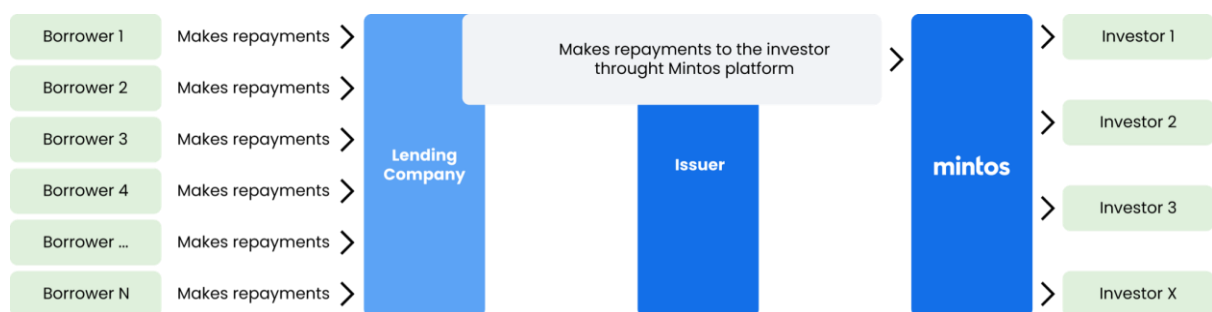 Borrower 1 Makes repayments
Borrower 2 Makes repayments
Borrower 3 Makes repayments
Borrower 4 Makes repayments
Borrower ... Makes repayments
Borrower N Makes repayments
Lending
Company
Makes repayments to the investor
throught Mintos platform
Issuer
mintos
Investor 1
Investor 2
Investor 3
Investor X